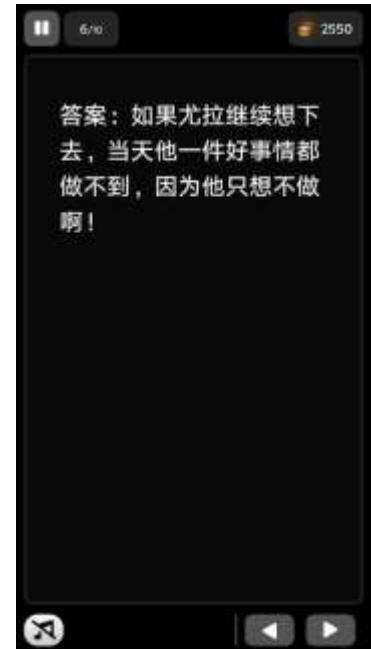 6/10
2550
答案：如果尤拉继续想下
去，当天他一件好事情都
做不到，因为他只想不做
啊！